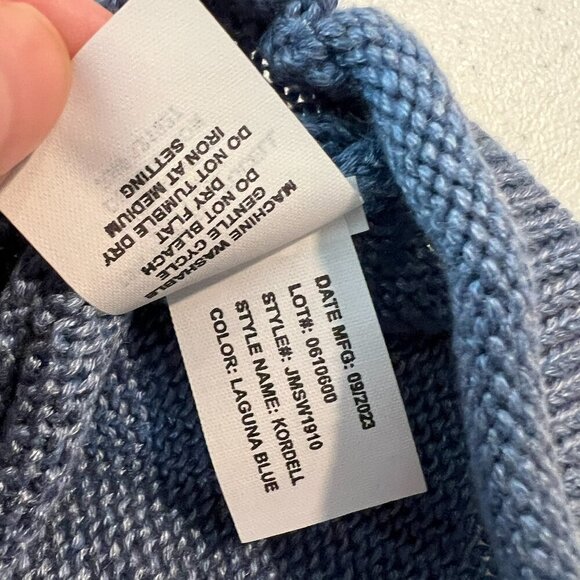 MACHINE WASHABLE
GENTLE CYCLE
DO NOT BLEACH
DRY FLAT
DO NOT TUMBLE DRY
IRON AT MEDIUM
SETTING
DATE MFG: 09/2023
LOT#: 0610600
STYLE#: JMSW1910
STYLE NAME: KORDELL
COLOR: LAGUNA BLUE